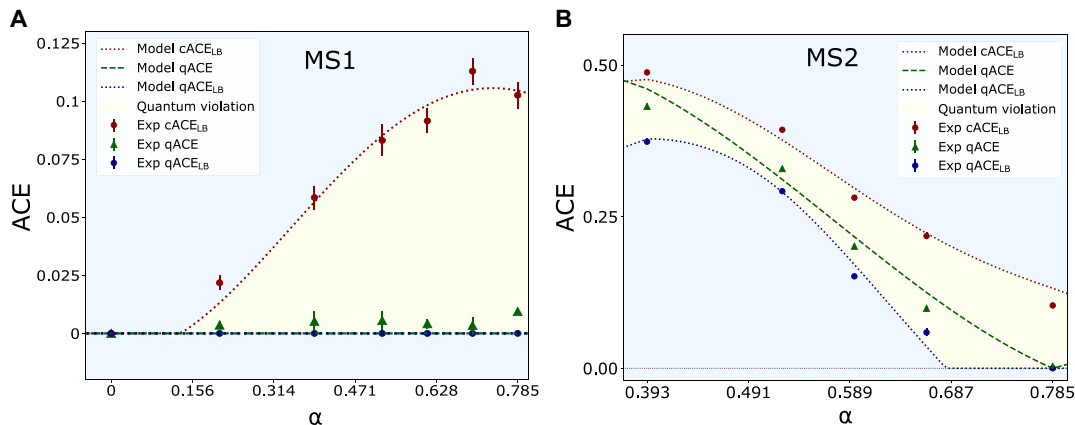 A
MS1
Model cACE_LB
Model qACE
Model qACE_LB
Quantum violation
Exp cACE_LB
Exp qACE
Exp qACE_LB
ACE
0.125
0.1
0.075
0.05
0.025
0
0 0.156 0.314 0.471 0.628 0.785
α
B
MS2
Model cACE_LB
Model qACE
Model qACE_LB
Quantum violation
Exp cACE_LB
Exp qACE
Exp qACE_LB
ACE
0.50
0.25
0.00
0.393 0.491 0.589 0.687 0.785
α